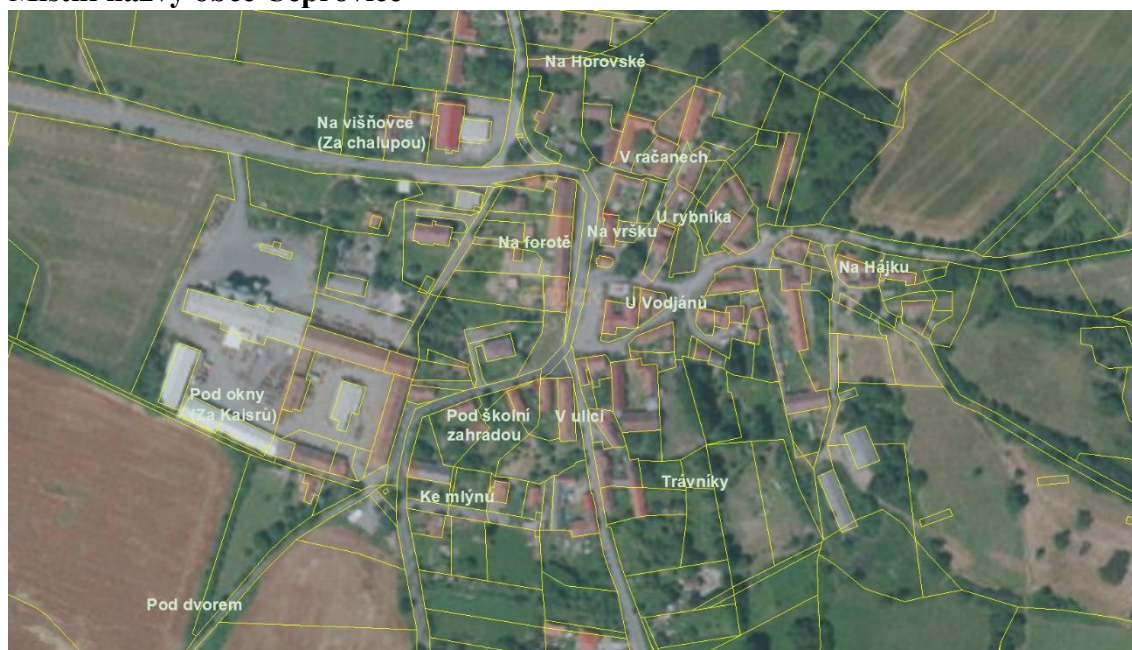 Místní názvy obce Čeprovice
Na Horovské
Na višňovce
(Za chalupou)
V račanech
U rybníka
Na vršku
Na forotě
Na Hájku
U Vodjánů
Pod okny
(Za Kaisrů)
Pod školní
zahradou
V ulici
Trávníky
Ke mlýnu
Pod dvorem